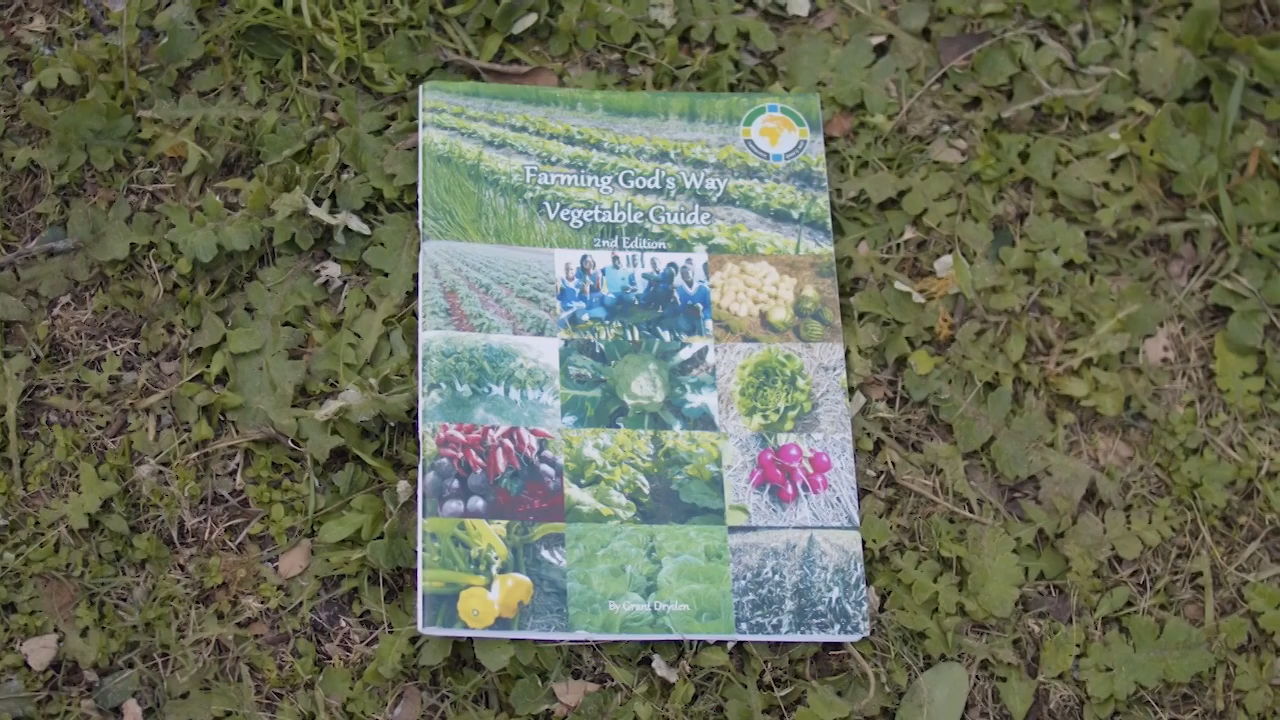 Farming God's Way
Vegetable Guide
2nd Edition
By Grant Dryden